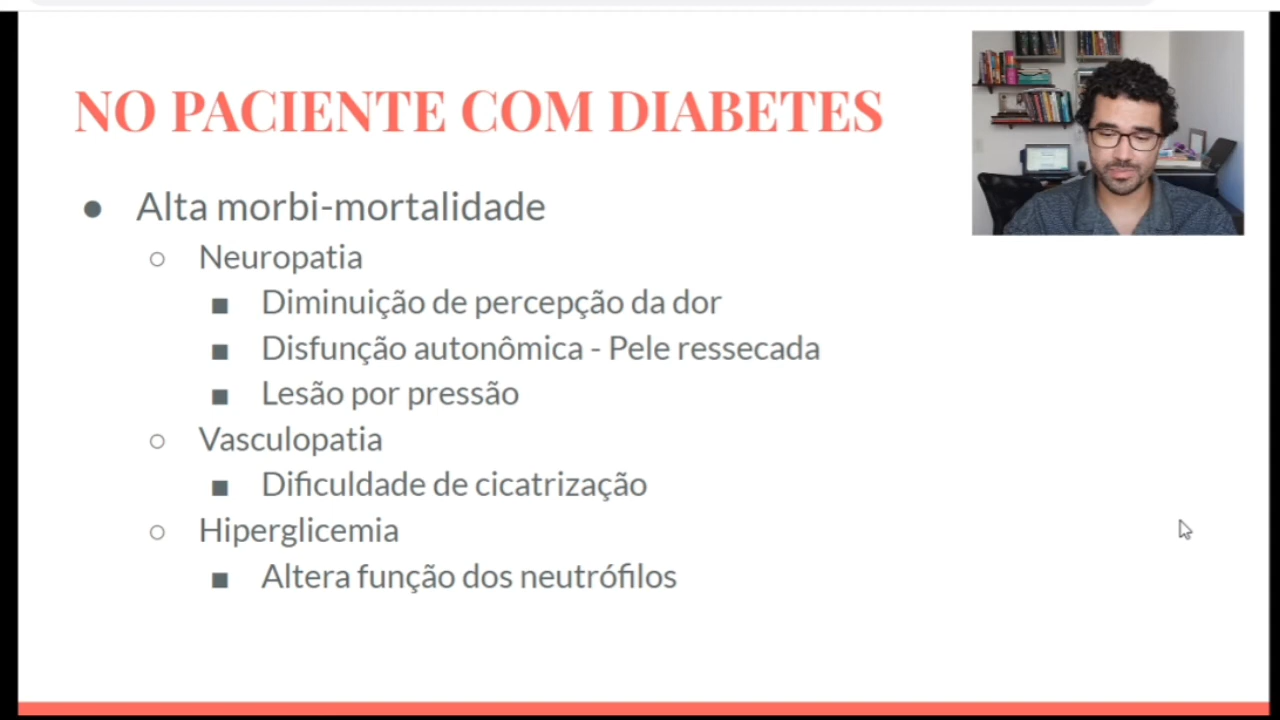 NO PACIENTE COM DIABETES
● Alta morbi-mortalidade
○ Neuropatia
■ Diminuição de percepção da dor
■ Disfunção autonômica - Pele ressecada
■ Lesão por pressão
○ Vasculopatia
■ Dificuldade de cicatrização
○ Hiperglicemia
■ Altera função dos neutrófilos